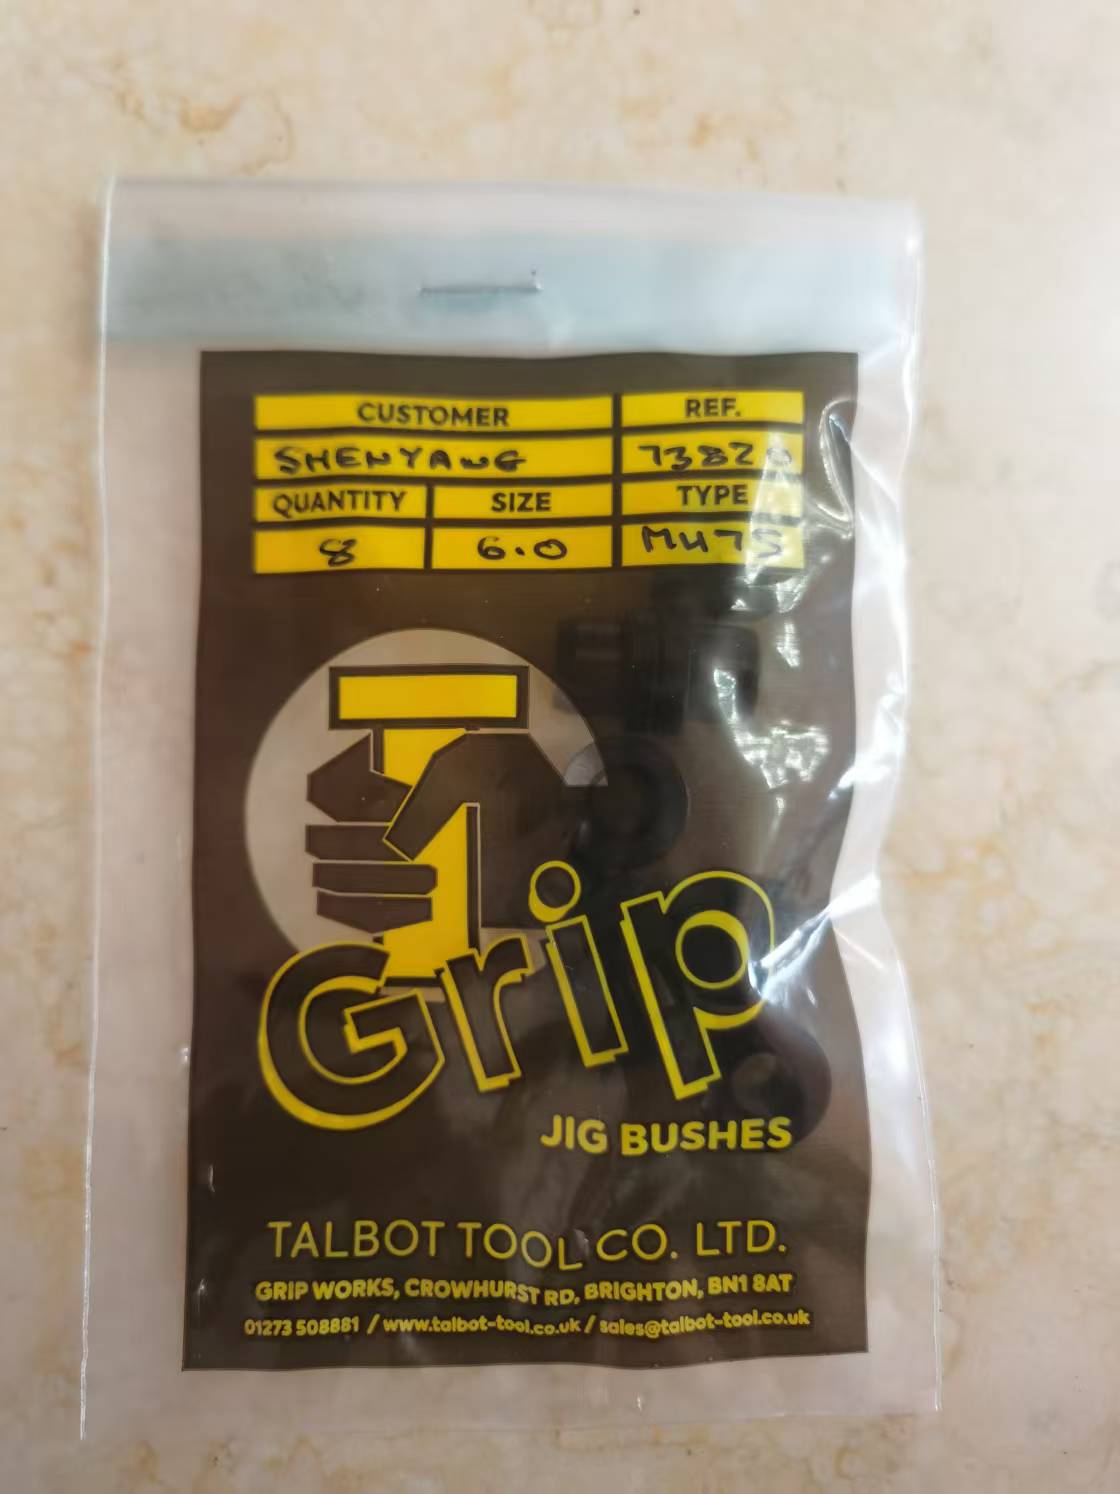 CUSTOMER REF.
SHENYANG 73820
QUANTITY SIZE TYPE
8 6.0 M47S
Grip
JIG BUSHES
TALBOT TOOL CO. LTD.
GRIP WORKS, CROWHURST RD, BRIGHTON, BN1 8AT
01273 508881 / www.talbot-tool.co.uk / sales@talbot-tool.co.uk